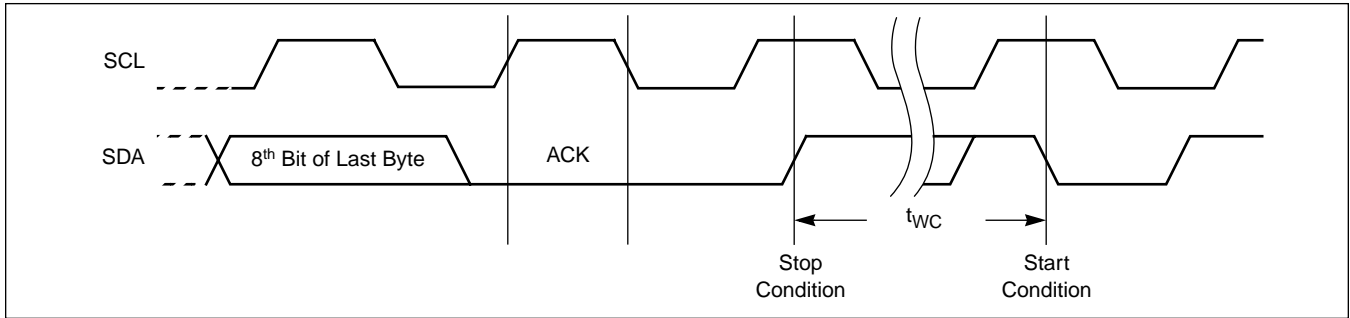 SCL
SDA
8th Bit of Last Byte
ACK
tWC
Stop
Condition
Start
Condition